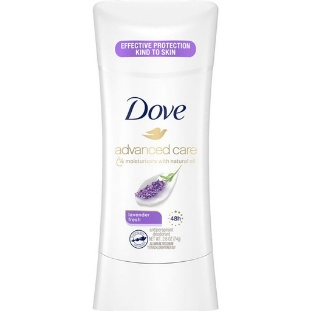 EFFECTIVE PROTECTION
KIND TO SKIN
Dove
advanced care
moisturizers with natural oil
lavender
fresh
48h